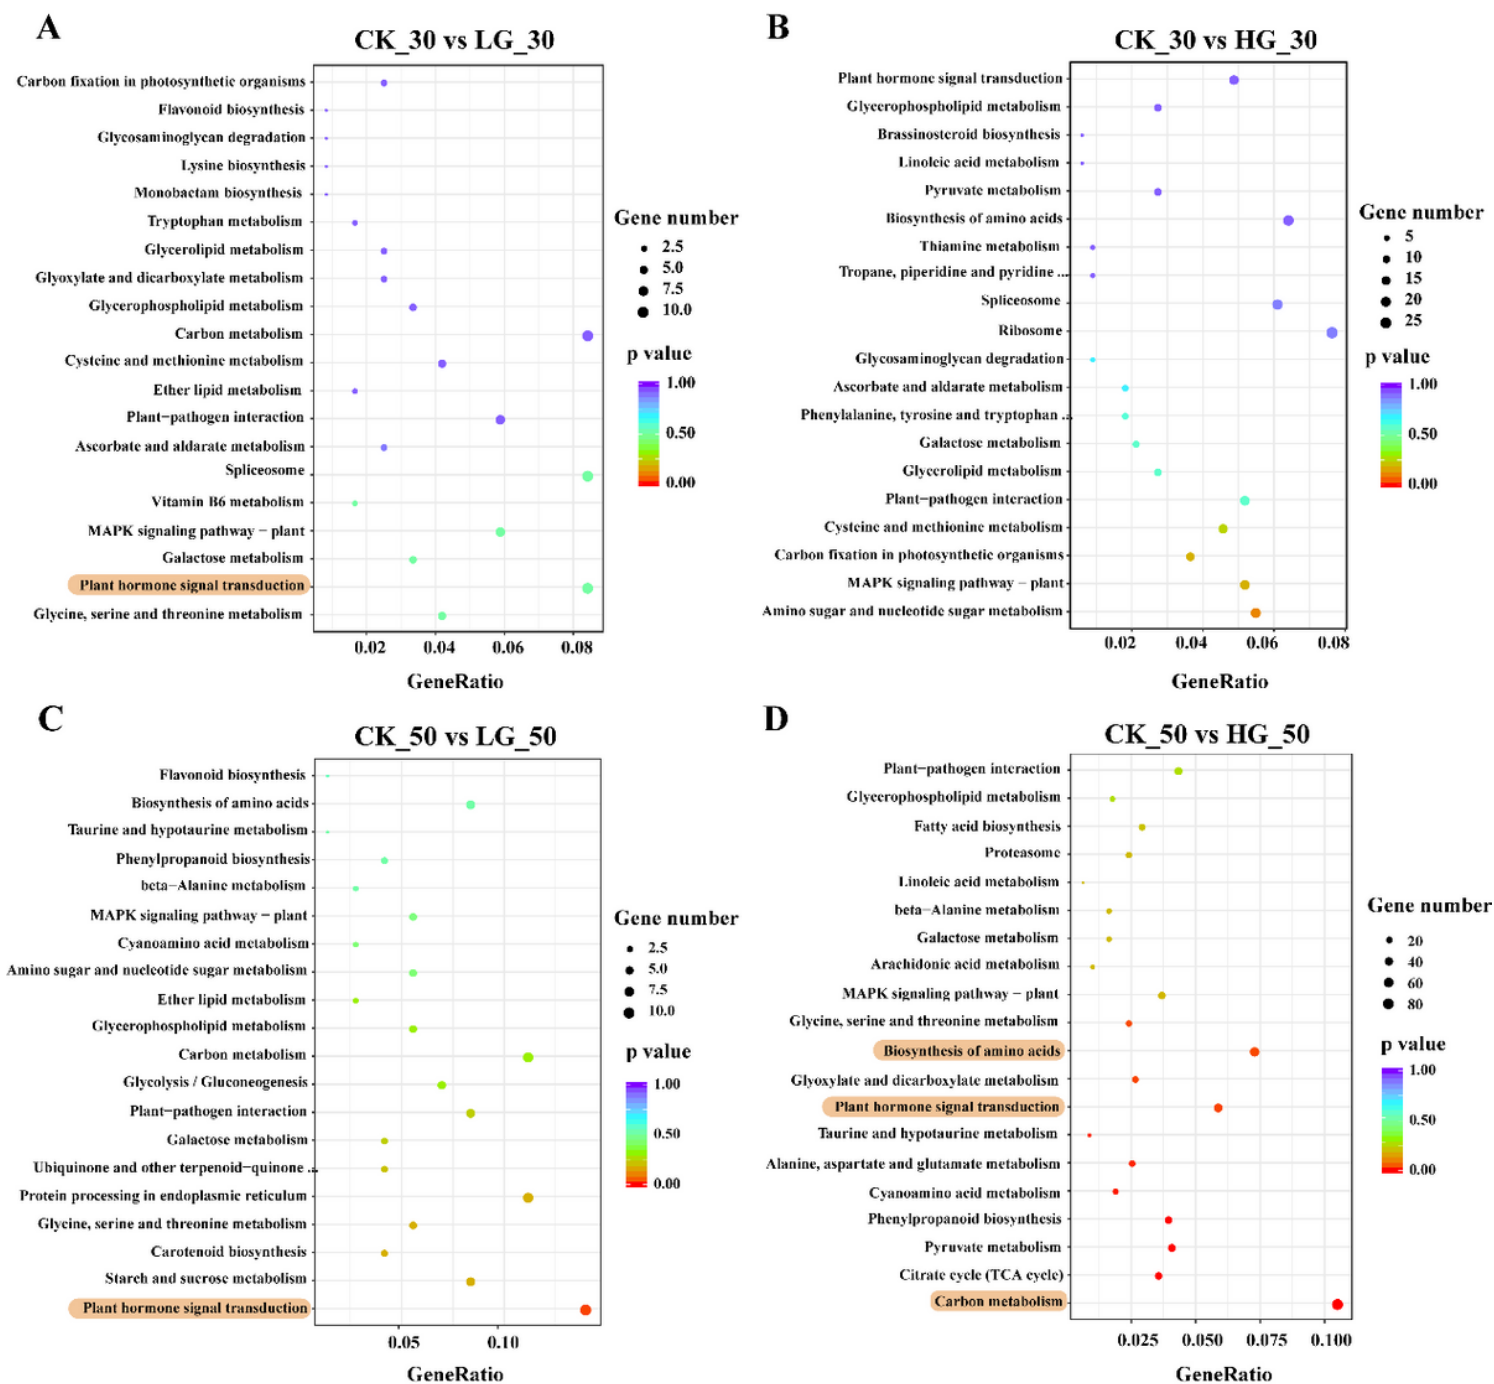 A
CK_30 vs LG_30
Carbon fixation in photosynthetic organisms
Flavonoid biosynthesis
Glycosaminoglycan degradation
Lysine biosynthesis
Monobactam biosynthesis
Tryptophan metabolism
Glycerolipid metabolism
Glyoxylate and dicarboxylate metabolism
Glycerophospholipid metabolism
Carbon metabolism
Cysteine and methionine metabolism
Ether lipid metabolism
Plant−pathogen interaction
Ascorbate and aldarate metabolism
Spliceosome
Vitamin B6 metabolism
MAPK signaling pathway − plant
Galactose metabolism
Plant hormone signal transduction
Glycine, serine and threonine metabolism
0.02 0.04 0.06 0.08
GeneRatio
Gene number
2.5
5.0
7.5
10.0
p value
1.00
0.50
0.00
B
CK_30 vs HG_30
Plant hormone signal transduction
Glycerophospholipid metabolism
Brassinosteroid biosynthesis
Linoleic acid metabolism
Pyruvate metabolism
Biosynthesis of amino acids
Thiamine metabolism
Tropane, piperidine and pyridine ...
Spliceosome
Ribosome
Glycosaminoglycan degradation
Ascorbate and aldarate metabolism
Phenylalanine, tyrosine and tryptophan ..
Galactose metabolism
Glycerolipid metabolism
Plant−pathogen interaction
Cysteine and methionine metabolism
Carbon fixation in photosynthetic organisms
MAPK signaling pathway − plant
Amino sugar and nucleotide sugar metabolism
0.02 0.04 0.06 0.08
GeneRatio
Gene number
5
10
15
20
25
p value
1.00
0.50
0.00
C
CK_50 vs LG_50
Flavonoid biosynthesis
Biosynthesis of amino acids
Taurine and hypotaurine metabolism
Phenylpropanoid biosynthesis
beta−Alanine metabolism
MAPK signaling pathway − plant
Cyanoamino acid metabolism
Amino sugar and nucleotide sugar metabolism
Ether lipid metabolism
Glycerophospholipid metabolism
Carbon metabolism
Glycolysis / Gluconeogenesis
Plant−pathogen interaction
Galactose metabolism
Ubiquinone and other terpenoid−quinone ..
Protein processing in endoplasmic reticulum
Glycine, serine and threonine metabolism
Carotenoid biosynthesis
Starch and sucrose metabolism
Plant hormone signal transduction
0.05 0.10
GeneRatio
Gene number
2.5
5.0
7.5
10.0
p value
1.00
0.50
0.00
D
CK_50 vs HG_50
Plant−pathogen interaction
Glycerophospholipid metabolism
Fatty acid biosynthesis
Proteasome
Linoleic acid metabolism
beta−Alanine metabolism
Galactose metabolism
Arachidonic acid metabolism
MAPK signaling pathway − plant
Glycine, serine and threonine metabolism
Biosynthesis of amino acids
Glyoxylate and dicarboxylate metabolism
Plant hormone signal transduction
Taurine and hypotaurine metabolism
Alanine, aspartate and glutamate metabolism
Cyanoamino acid metabolism
Phenylpropanoid biosynthesis
Pyruvate metabolism
Citrate cycle (TCA cycle)
Carbon metabolism
0.025 0.050 0.075 0.100
GeneRatio
Gene number
20
40
60
80
p value
1.00
0.50
0.00